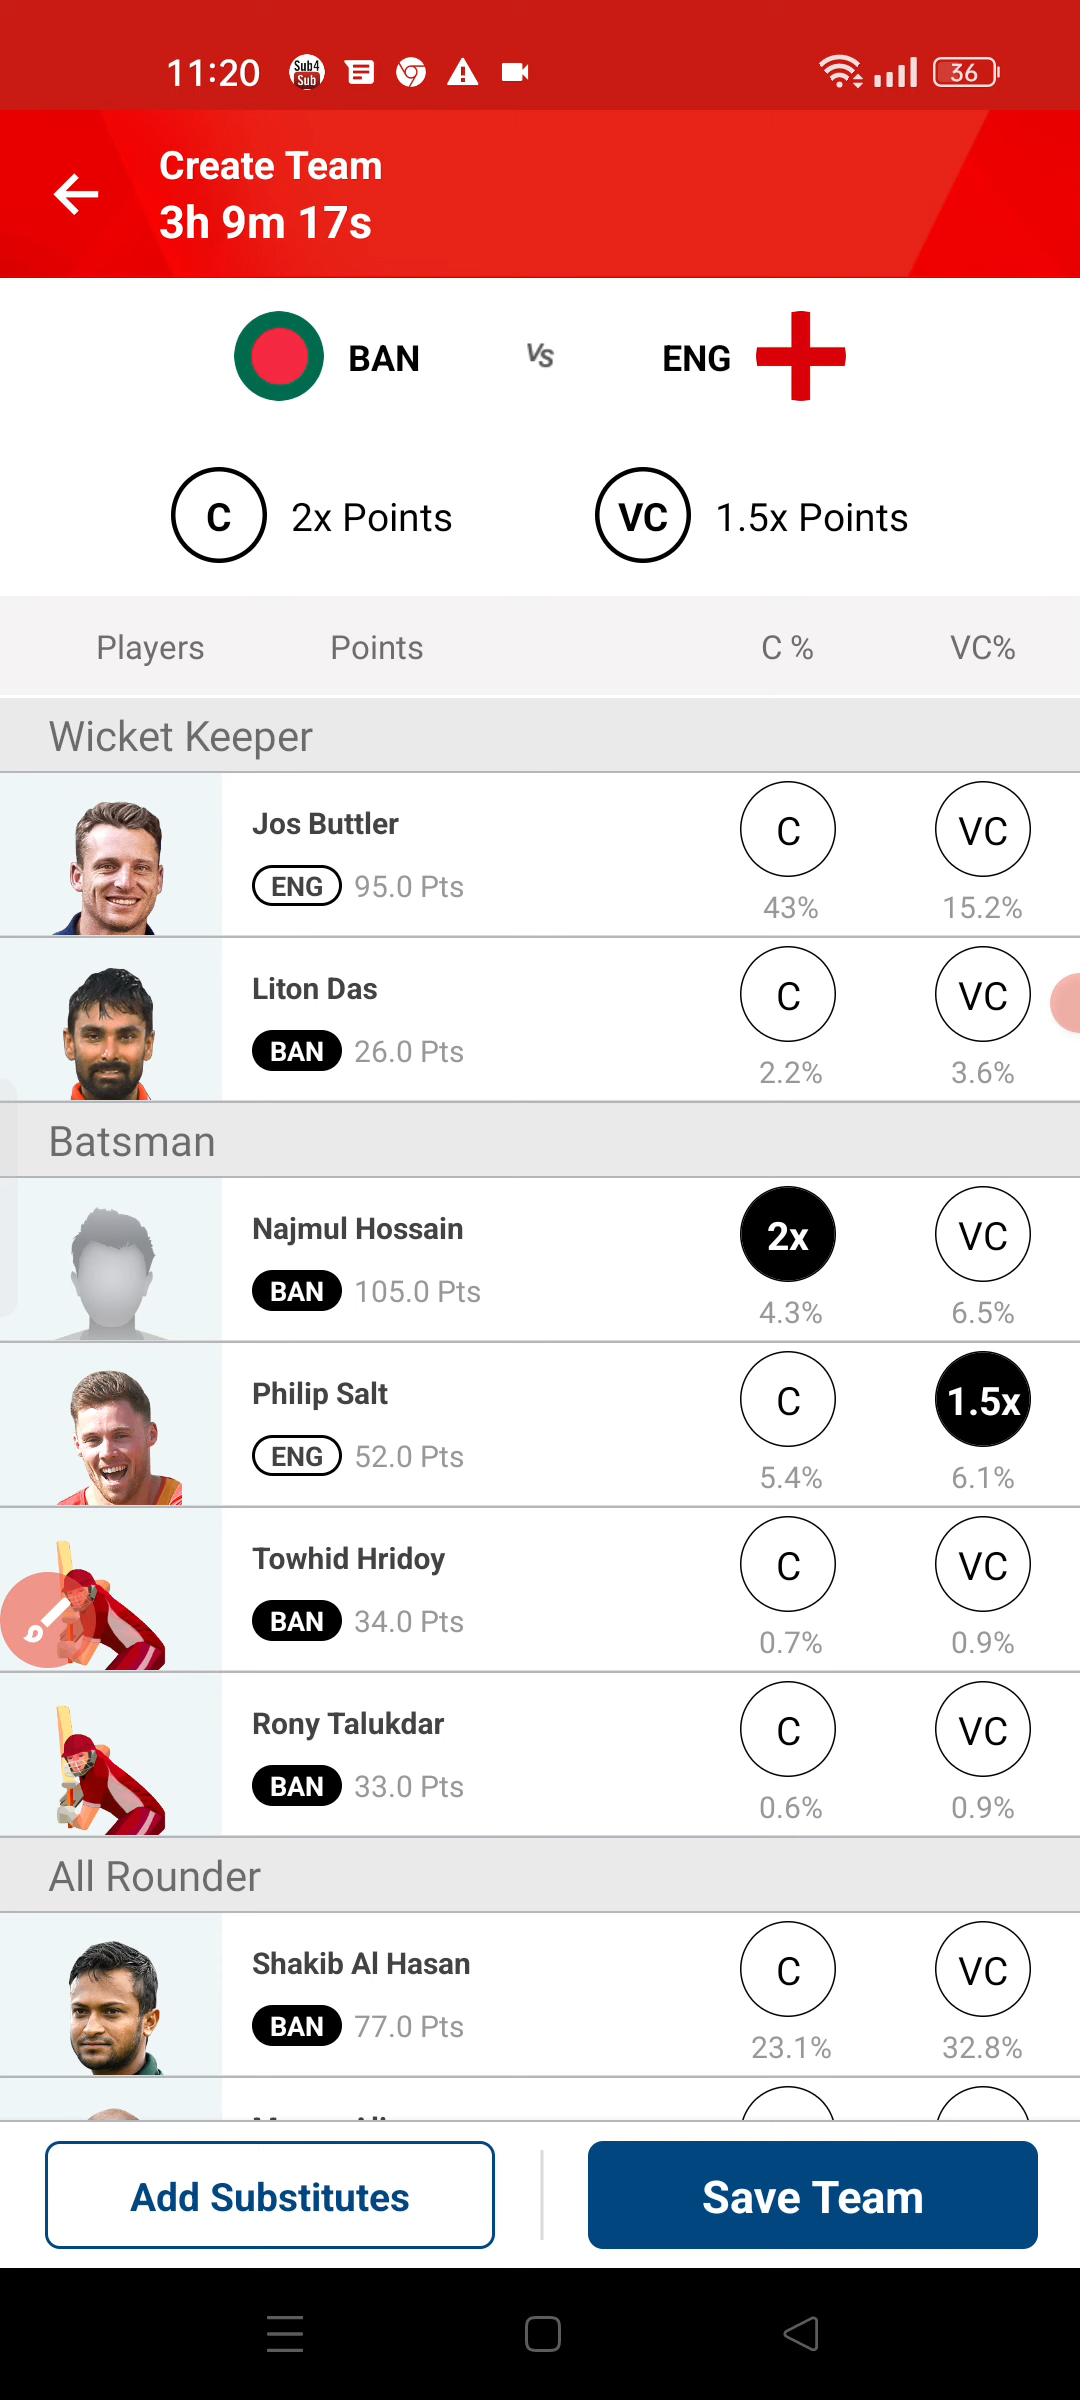 11:20 Sub4 Sub 36
Create Team
3h 9m 17s
BAN Vs ENG
C 2x Points VC 1.5x Points
Players Points C % VC%
Wicket Keeper
Jos Buttler C VC
ENG 95.0 Pts 43% 15.2%
Liton Das C VC
BAN 26.0 Pts 2.2% 3.6%
Batsman
Najmul Hossain 2x VC
BAN 105.0 Pts 4.3% 6.5%
Philip Salt C 1.5x
ENG 52.0 Pts 5.4% 6.1%
Towhid Hridoy C VC
BAN 34.0 Pts 0.7% 0.9%
Rony Talukdar C VC
BAN 33.0 Pts 0.6% 0.9%
All Rounder
Shakib Al Hasan C VC
BAN 77.0 Pts 23.1% 32.8%
Add Substitutes Save Team